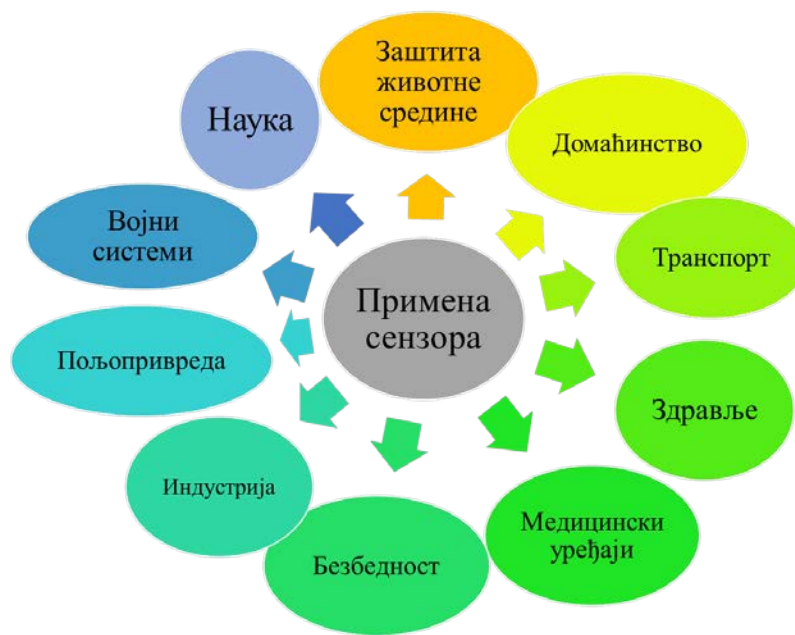 Заштита
животне
средине
Домаћинство
Транспорт
Здравље
Медицински
уређаји
Безбедност
Индустрија
Пољопривреда
Војни
системи
Наука
Примена
сензора